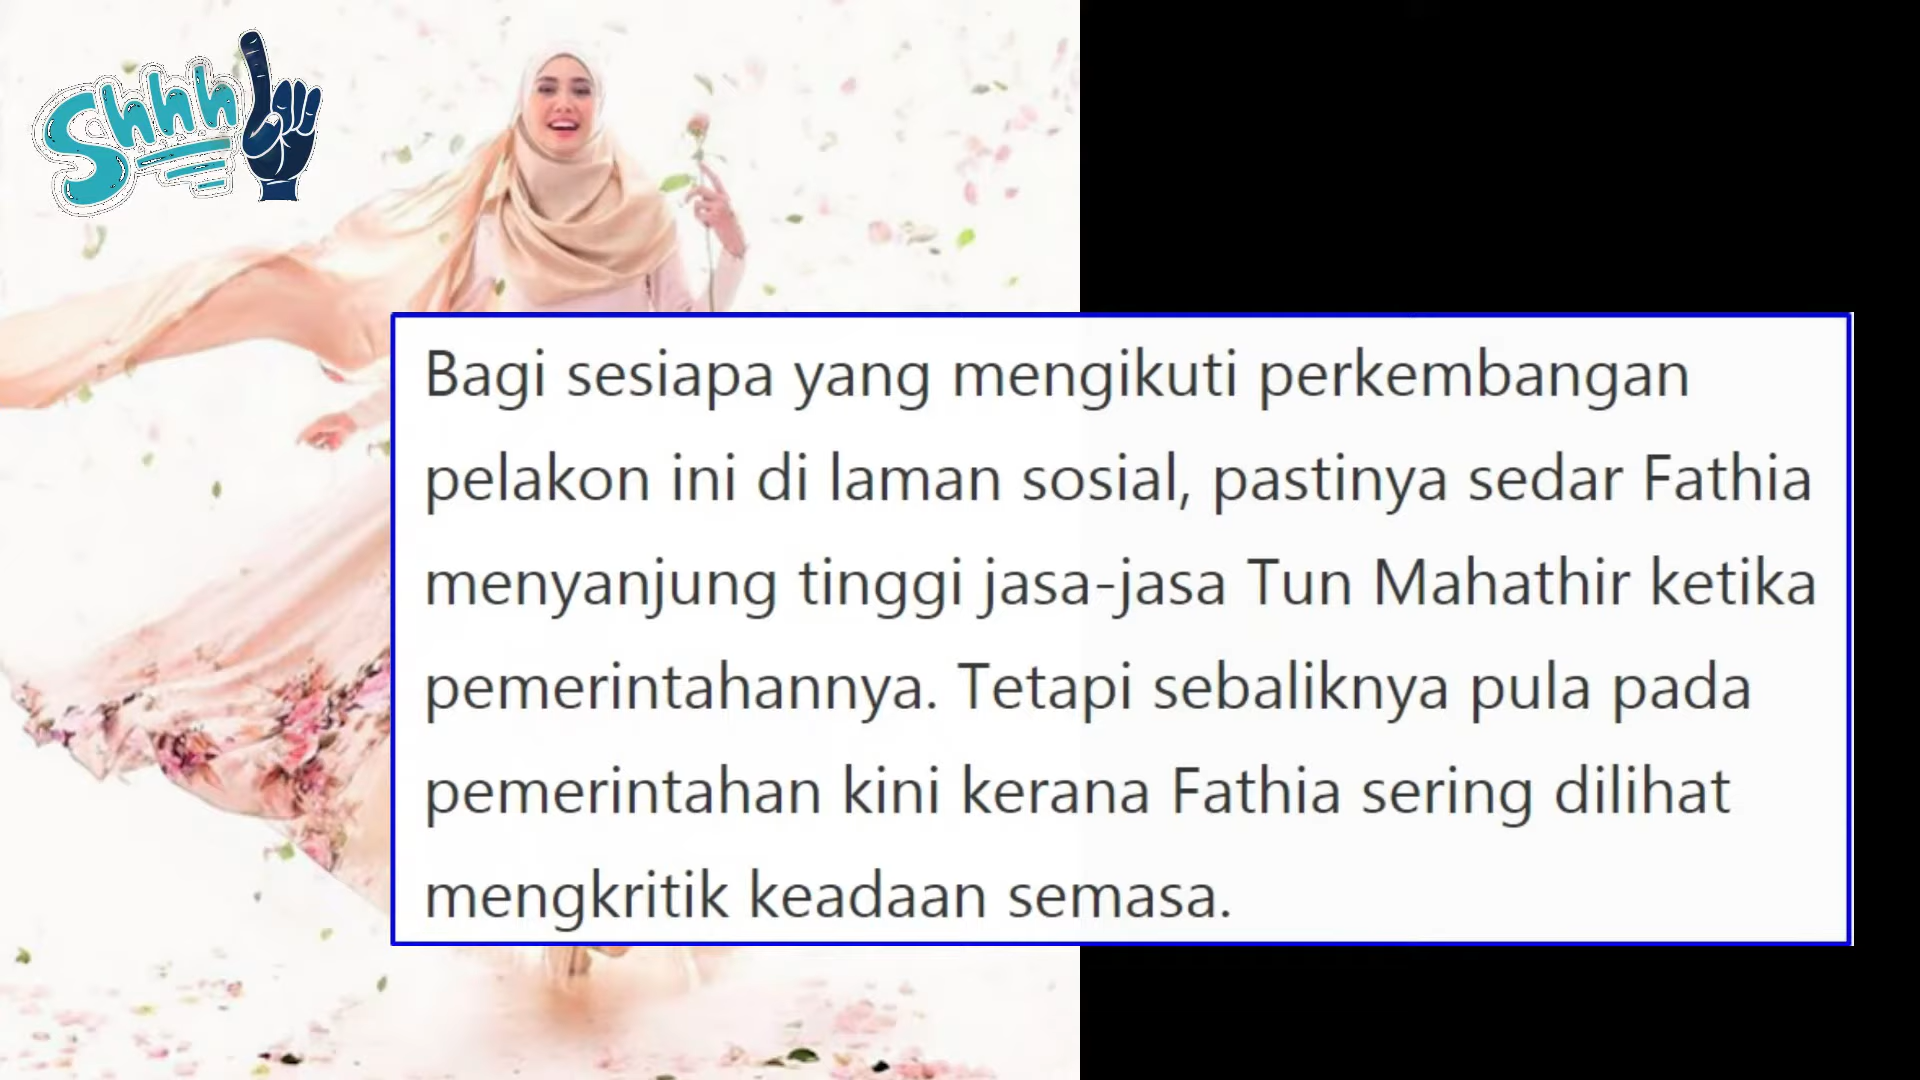 Shhh
Bagi sesiapa yang mengikuti perkembangan
pelakon ini di laman sosial, pastinya sedar Fathia
menyanjung tinggi jasa-jasa Tun Mahathir ketika
pemerintahannya. Tetapi sebaliknya pula pada
pemerintahan kini kerana Fathia sering dilihat
mengkritik keadaan semasa.